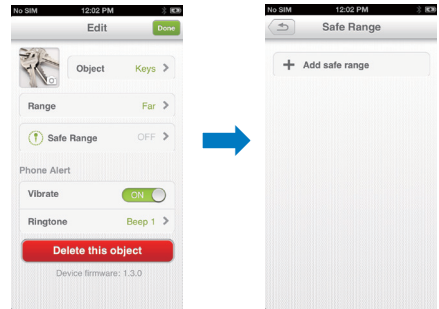 No SIM 12:02 PM
Edit Done
Object Keys
Range Far
Safe Range OFF
Phone Alert
Vibrate ON
Ringtone Beep 1
Delete this object
Device firmware: 1.3.0
No SIM 12:02 PM
Safe Range
Add safe range